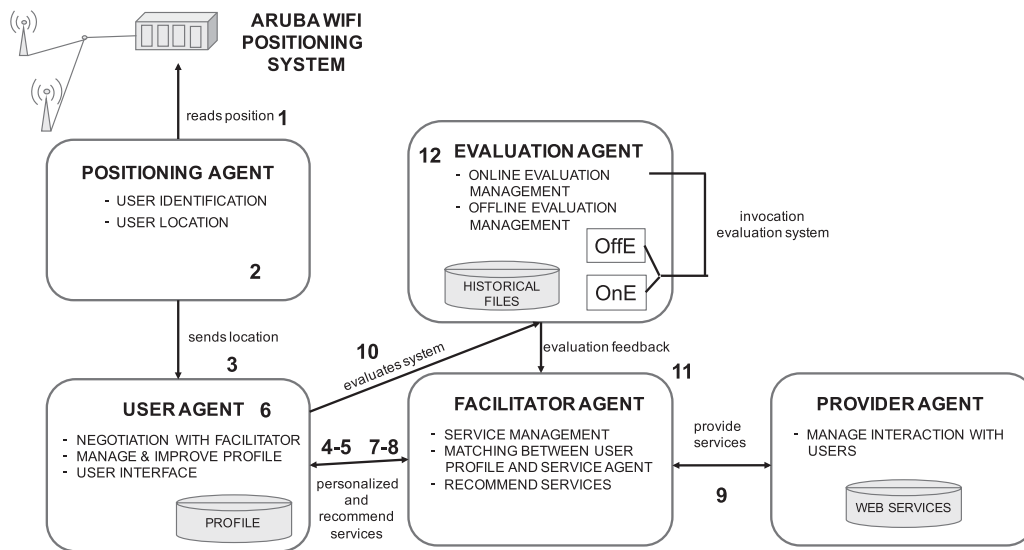 ARUBA WIFI
POSITIONING
SYSTEM
reads position 1
POSITIONING AGENT
- USER IDENTIFICATION
- USER LOCATION
2
sends location
3
12 EVALUATION AGENT
- ONLINE EVALUATION
MANAGEMENT
- OFFLINE EVALUATION
MANAGEMENT
OffE
OnE
HISTORICAL
FILES
invocation
evaluation system
10
evaluates system
evaluation feedback
11
USER AGENT 6
- NEGOTIATION WITH FACILITATOR
- MANAGE & IMPROVE PROFILE
- USER INTERFACE
PROFILE
4-5 7-8
personalized
and
recommend
services
FACILITATOR AGENT
- SERVICE MANAGEMENT
- MATCHING BETWEEN USER
PROFILE AND SERVICE AGENT
- RECOMMEND SERVICES
provide
services
9
PROVIDER AGENT
- MANAGE INTERACTION WITH
USERS
WEB SERVICES